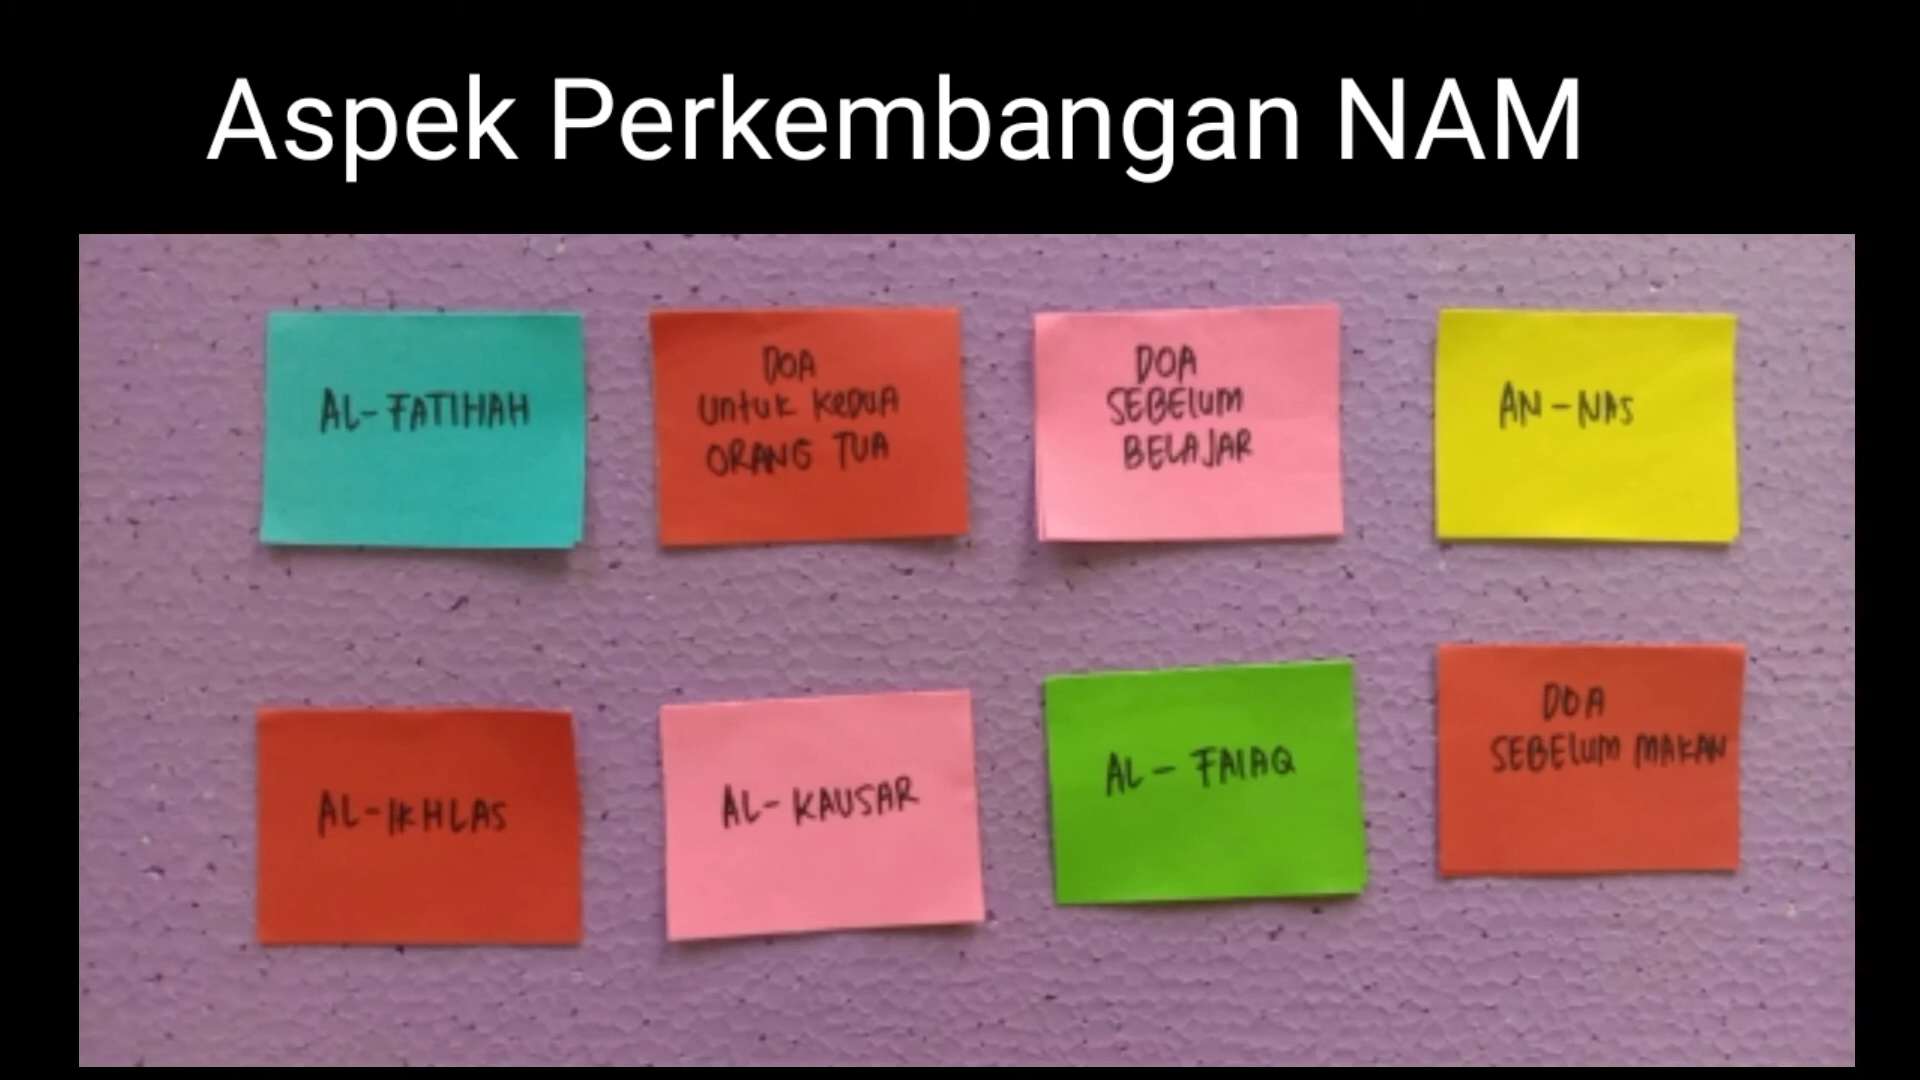 Aspek Perkembangan NAM
AL-FATIHAH
DOA
untuk KEDUA
ORANG TUA
DOA
SEBELUM
BELAJAR
AN-NAS
AL-IKHLAS
AL-KAUSAR
AL-FALAQ
DOA
SEBELUM MAKAN